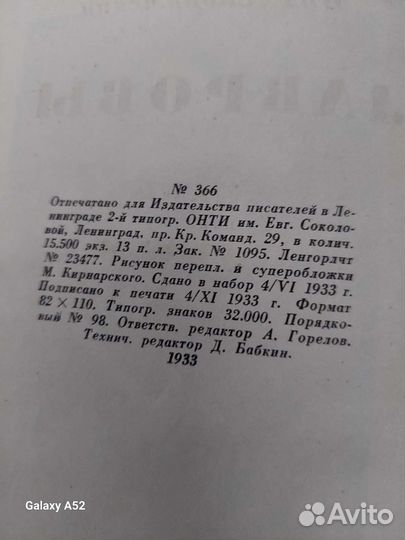 ЛАВРОВЫ
№ 366
Отпечатано для Издательства писателей в Ле-
нинграде 2-й типогр. ОНТИ им. Евг. Соколо-
вой, Ленинград, пр. Кр. Команд. 29, в колич.
15.500 экз. 13 п. л. Зак. № 1095. Ленгорлит
№ 23477. Рисунок перепл. и суперобложки
М. Кирнарского. Сдано в набор 4/VI 1933 г.
Подписано к печати 4/XI 1933 г. Формат
82 × 110. Типогр. знаков 32.000. Порядко-
вый № 98. Ответств. редактор А. Горелов.
Технич. редактор Д. Бабкин.
1933
Galaxy A52
Avito